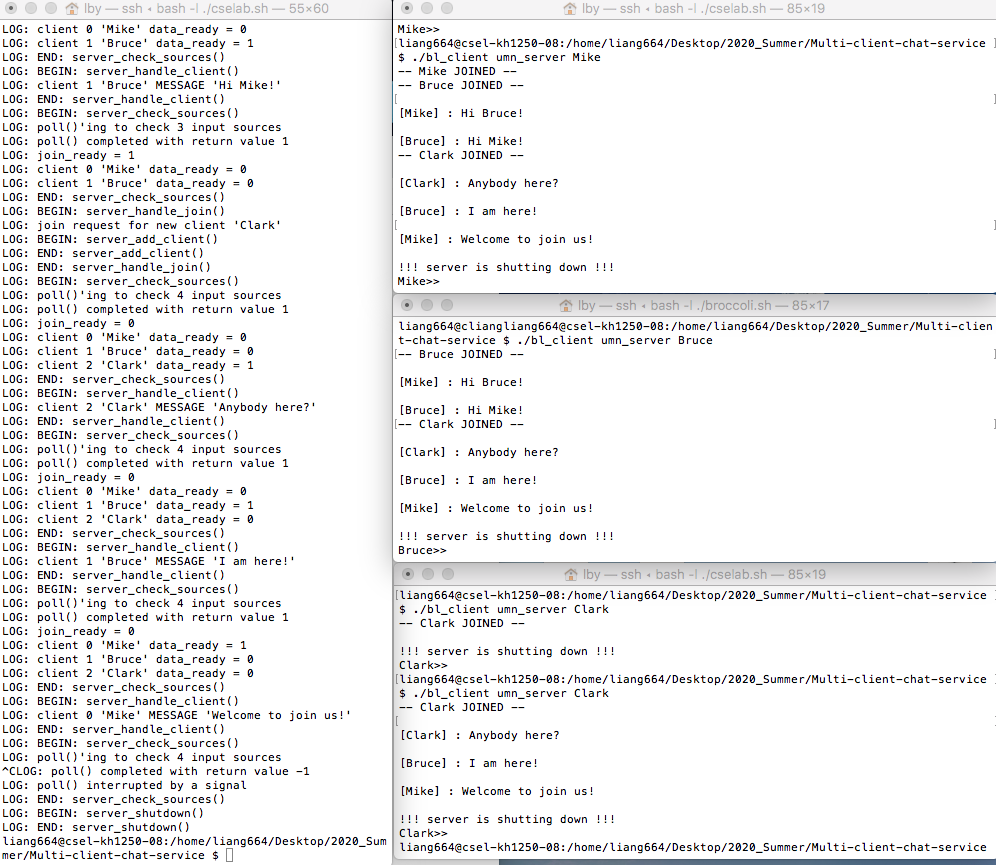 lby — ssh ◂ bash -l ./cselab.sh — 55×60
LOG: client 0 'Mike' data_ready = 0
LOG: client 1 'Bruce' data_ready = 1
LOG: END: server_check_sources()
LOG: BEGIN: server_handle_client()
LOG: client 1 'Bruce' MESSAGE 'Hi Mike!'
LOG: END: server_handle_client()
LOG: BEGIN: server_check_sources()
LOG: poll()'ing to check 3 input sources
LOG: poll() completed with return value 1
LOG: join_ready = 1
LOG: client 0 'Mike' data_ready = 0
LOG: client 1 'Bruce' data_ready = 0
LOG: END: server_check_sources()
LOG: BEGIN: server_handle_join()
LOG: join request for new client 'Clark'
LOG: BEGIN: server_add_client()
LOG: END: server_add_client()
LOG: END: server_handle_join()
LOG: BEGIN: server_check_sources()
LOG: poll()'ing to check 4 input sources
LOG: poll() completed with return value 1
LOG: join_ready = 0
LOG: client 0 'Mike' data_ready = 0
LOG: client 1 'Bruce' data_ready = 0
LOG: client 2 'Clark' data_ready = 1
LOG: END: server_check_sources()
LOG: BEGIN: server_handle_client()
LOG: client 2 'Clark' MESSAGE 'Anybody here?'
LOG: END: server_handle_client()
LOG: BEGIN: server_check_sources()
LOG: poll()'ing to check 4 input sources
LOG: poll() completed with return value 1
LOG: join_ready = 0
LOG: client 0 'Mike' data_ready = 0
LOG: client 1 'Bruce' data_ready = 1
LOG: client 2 'Clark' data_ready = 0
LOG: END: server_check_sources()
LOG: BEGIN: server_handle_client()
LOG: client 1 'Bruce' MESSAGE 'I am here!'
LOG: END: server_handle_client()
LOG: BEGIN: server_check_sources()
LOG: poll()'ing to check 4 input sources
LOG: poll() completed with return value 1
LOG: join_ready = 0
LOG: client 0 'Mike' data_ready = 1
LOG: client 1 'Bruce' data_ready = 0
LOG: client 2 'Clark' data_ready = 0
LOG: END: server_check_sources()
LOG: BEGIN: server_handle_client()
LOG: client 0 'Mike' MESSAGE 'Welcome to join us!'
LOG: END: server_handle_client()
LOG: BEGIN: server_check_sources()
LOG: poll()'ing to check 4 input sources
^CLOG: poll() completed with return value -1
LOG: poll() interrupted by a signal
LOG: END: server_check_sources()
LOG: BEGIN: server_shutdown()
LOG: END: server_shutdown()
liang664@csel-kh1250-08:/home/liang664/Desktop/2020_Sum
mer/Multi-client-chat-service $
lby — ssh ◂ bash -l ./cselab.sh — 85×19
Mike>>
[liang664@csel-kh1250-08:/home/liang664/Desktop/2020_Summer/Multi-client-chat-service ]
$ ./bl_client umn_server Mike
-- Mike JOINED --
-- Bruce JOINED --
[ ]
[Mike] : Hi Bruce!
[Bruce] : Hi Mike!
-- Clark JOINED --
[Clark] : Anybody here?
[Bruce] : I am here!
[ ]
[Mike] : Welcome to join us!
!!! server is shutting down !!!
Mike>>
lby — ssh ◂ bash -l ./broccoli.sh — 85×17
liang664@cliangliang664@csel-kh1250-08:/home/liang664/Desktop/2020_Summer/Multi-clien
t-chat-service $ ./bl_client umn_server Bruce
[-- Bruce JOINED -- ]
[Mike] : Hi Bruce!
[Bruce] : Hi Mike!
[-- Clark JOINED -- ]
[Clark] : Anybody here?
[Bruce] : I am here!
[Mike] : Welcome to join us!
!!! server is shutting down !!!
Bruce>>
lby — ssh ◂ bash -l ./cselab.sh — 85×19
[liang664@csel-kh1250-08:/home/liang664/Desktop/2020_Summer/Multi-client-chat-service ]
$ ./bl_client umn_server Clark
-- Clark JOINED --
!!! server is shutting down !!!
Clark>>
[liang664@csel-kh1250-08:/home/liang664/Desktop/2020_Summer/Multi-client-chat-service ]
$ ./bl_client umn_server Clark
-- Clark JOINED --
[ ]
[Clark] : Anybody here?
[Bruce] : I am here!
[Mike] : Welcome to join us!
!!! server is shutting down !!!
Clark>>
liang664@csel-kh1250-08:/home/liang664/Desktop/2020_Summer/Multi-client-chat-service